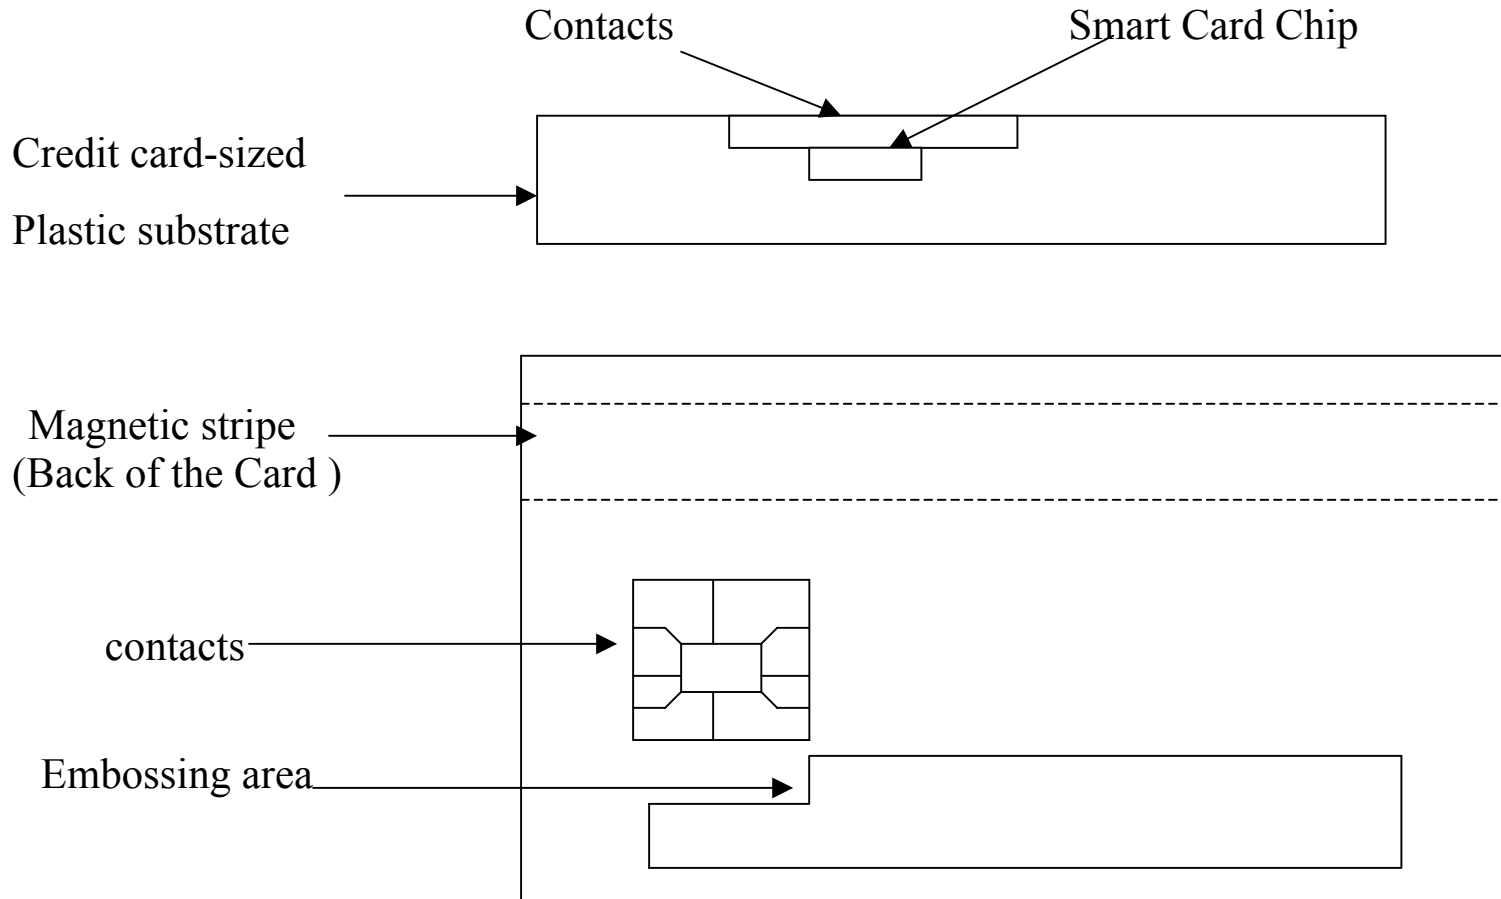 Contacts
Smart Card Chip
Credit card-sized
Plastic substrate
Magnetic stripe
(Back of the Card )
contacts
Embossing area